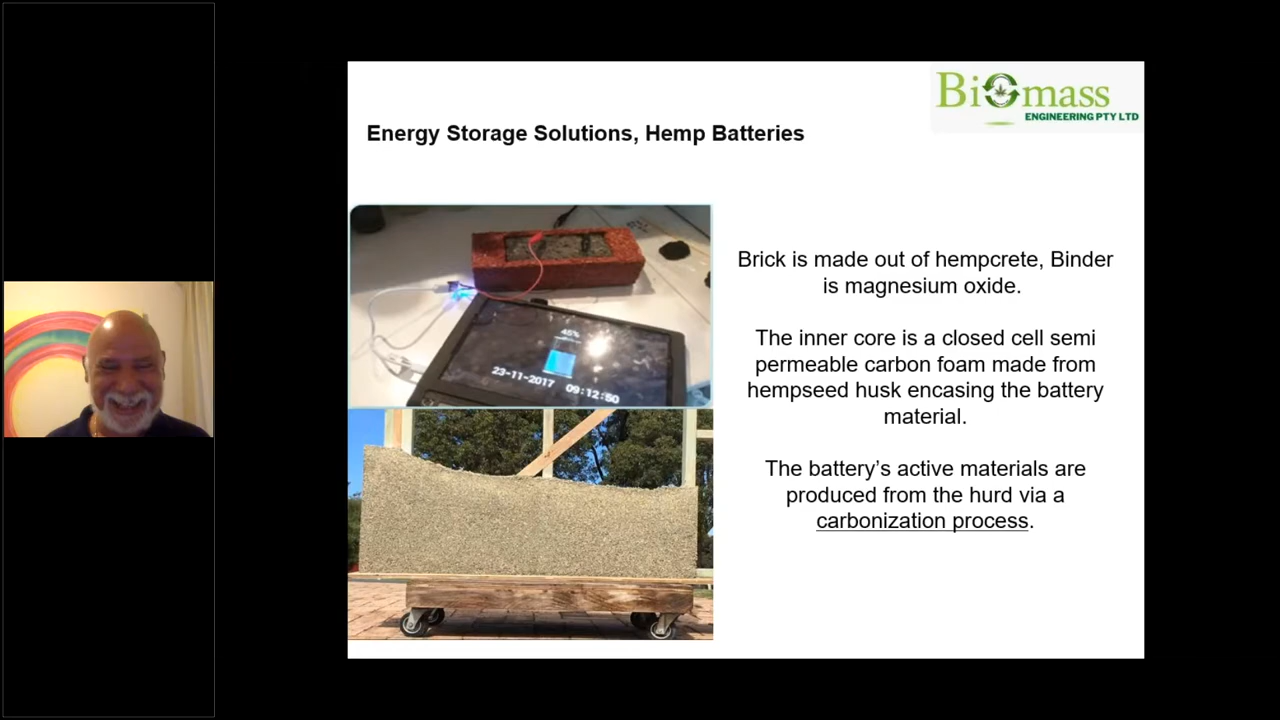 Biomass
ENGINEERING PTY LTD
Energy Storage Solutions, Hemp Batteries
45%
23-11-2017 09:12:50
Brick is made out of hempcrete, Binder
is magnesium oxide.
The inner core is a closed cell semi
permeable carbon foam made from
hempseed husk encasing the battery
material.
The battery’s active materials are
produced from the hurd via a
carbonization process.